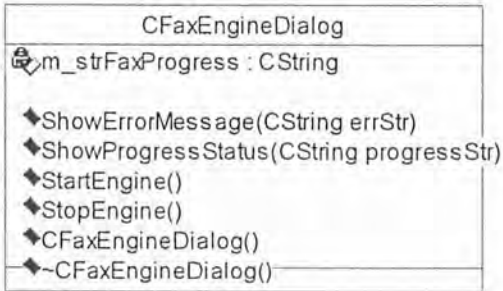 CFaxEngineDialog
m_strFaxProgress : CString
ShowErrorMessage(CString errStr)
ShowProgressStatus(CString progressStr)
StartEngine()
StopEngine()
CFaxEngineDialog()
~CFaxEngineDialog()